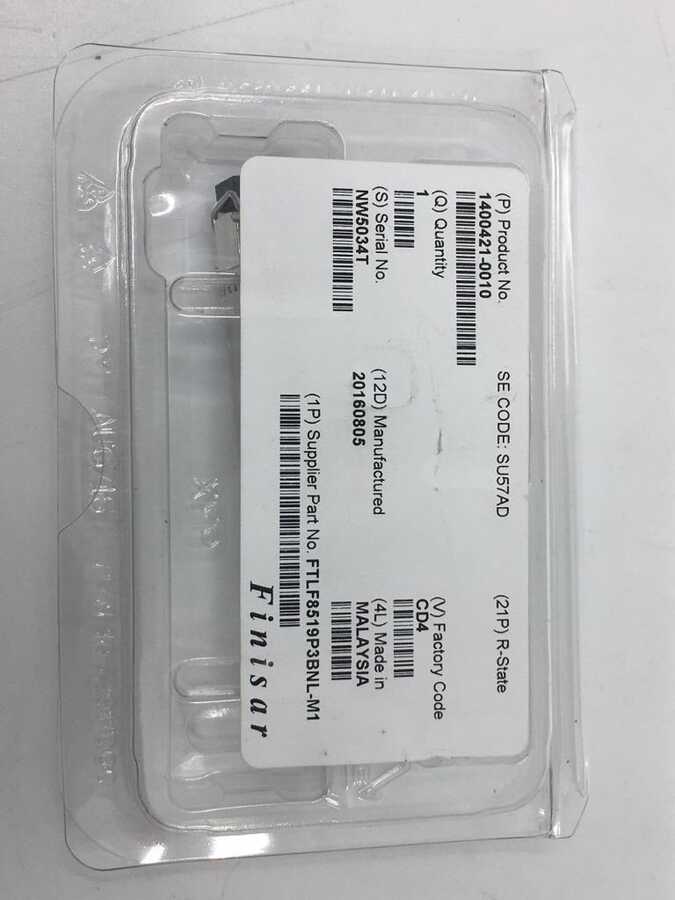 (P) Product No.
1400421-0010
SE CODE: SU57AD
(21P) R-State
(Q) Quantity
1
(V) Factory Code
CD4
(S) Serial No.
NW5034T
(12D) Manufactured
20160805
(4L) Made in
MALAYSIA
(1P) Supplier Part No. FTLF8519P3BNL-M1
Finisar